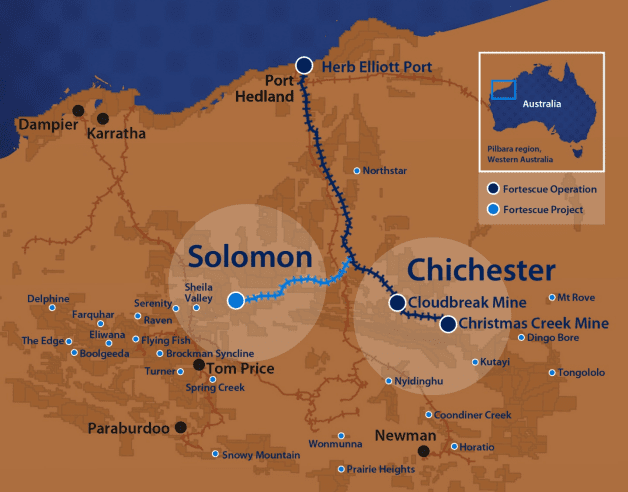 Herb Elliott Port
Port
Hedland
Dampier
Karratha
Australia
Pilbara region,
Western Australia
Fortescue Operation
Fortescue Project
Northstar
Solomon
Chichester
Sheila
Valley
Delphine
Serenity
Farquhar
Raven
Cloudbreak Mine
Mt Rove
Christmas Creek Mine
Eliwana
The Edge
Flying Fish
Dingo Bore
Boolgeeda
Brockman Syncline
Kutayi
Turner
Tom Price
Tongololo
Spring Creek
Nyidinghu
Coondiner Creek
Paraburdoo
Newman
Wonmunna
Horatio
Snowy Mountain
Prairie Heights